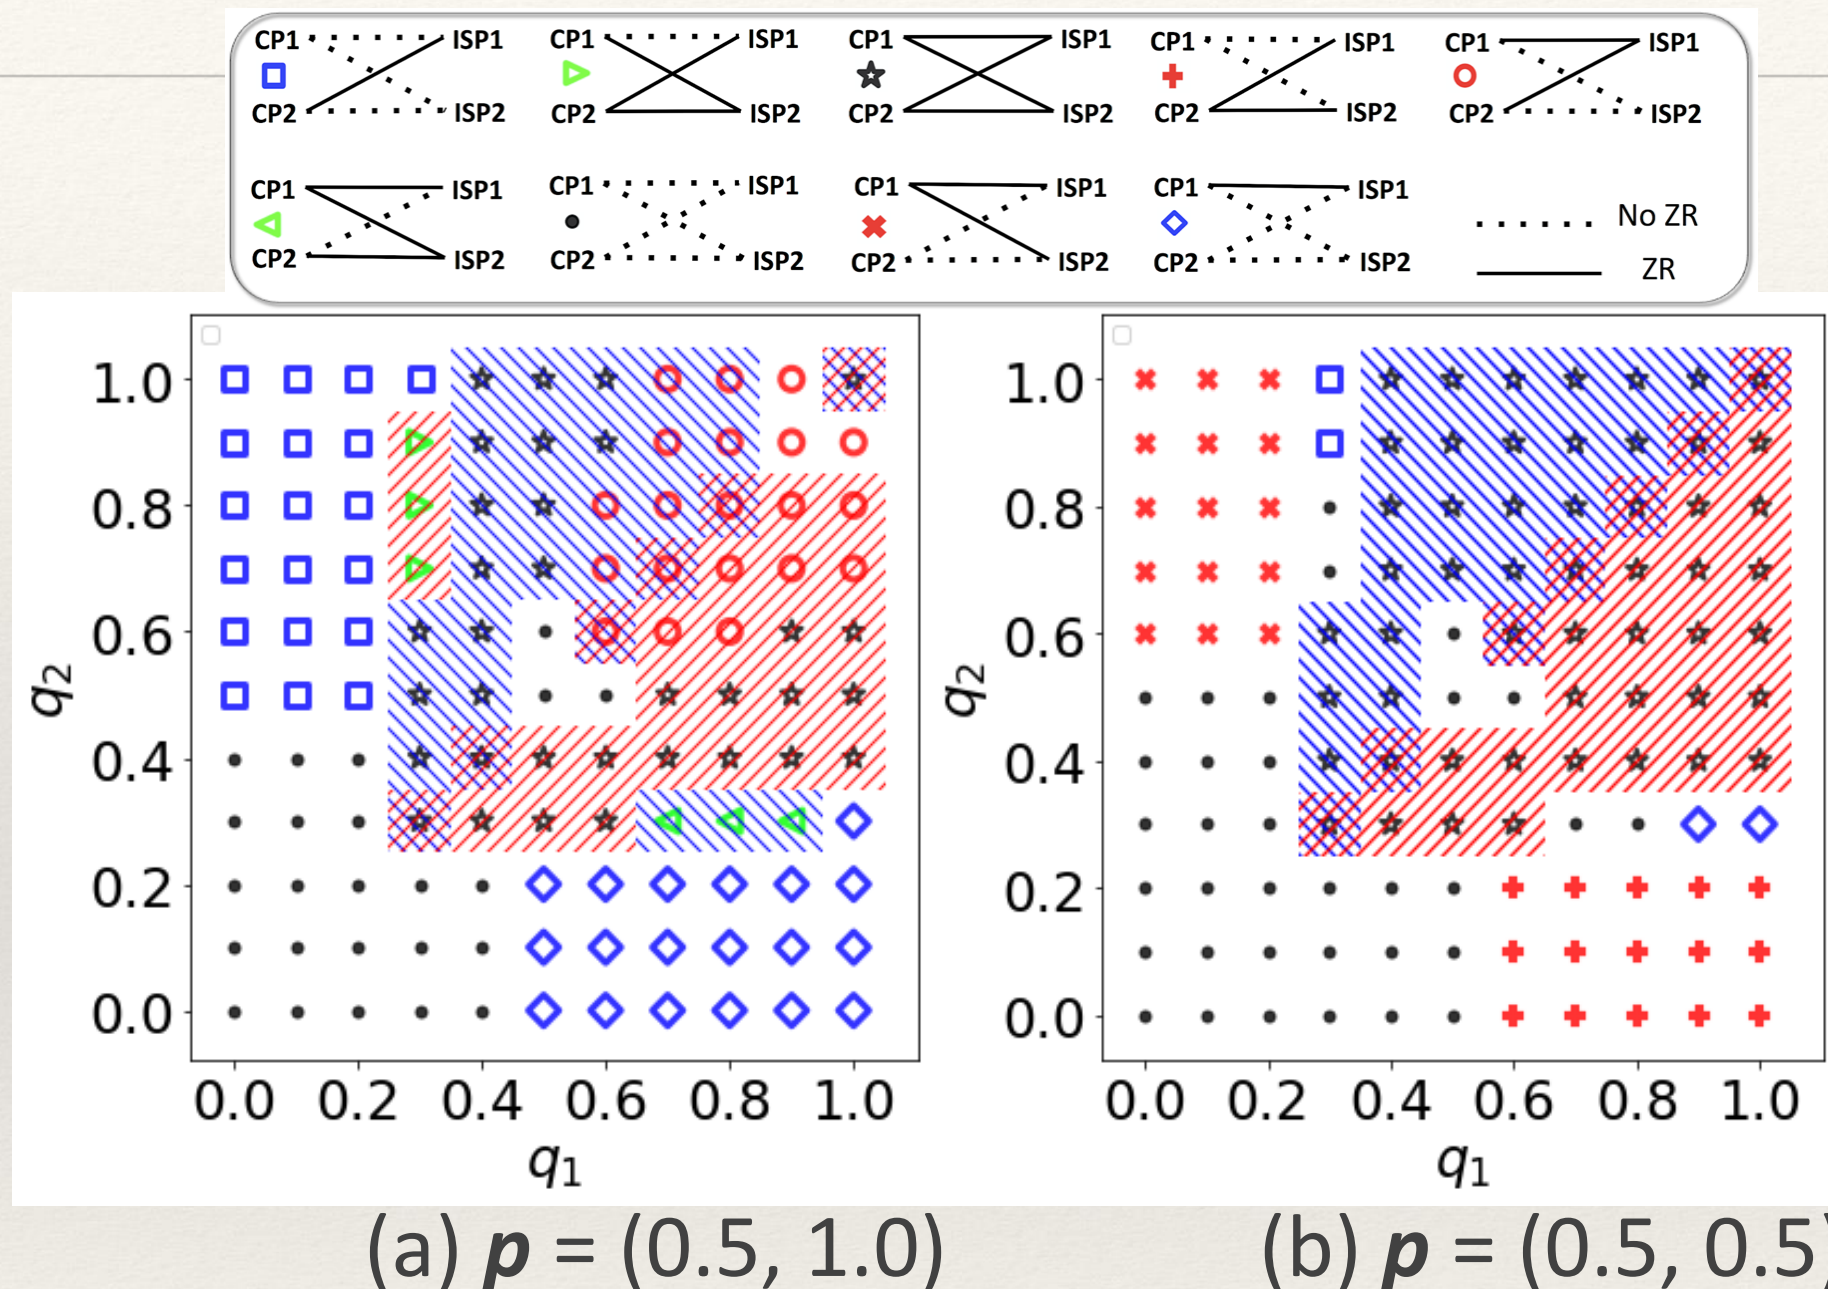 CP1 ISP1 CP1 ISP1 CP1 ISP1 CP1 ISP1 CP1 ISP1
CP2 ISP2 CP2 ISP2 CP2 ISP2 CP2 ISP2 CP2 ISP2
CP1 ISP1 CP1 ISP1 CP1 ISP1 CP1 ISP1 No ZR
CP2 ISP2 CP2 ISP2 CP2 ISP2 CP2 ISP2 ZR
1.0
0.8
0.6
0.4
0.2
0.0
q2
0.0 0.2 0.4 0.6 0.8 1.0
q1
1.0
0.8
0.6
0.4
0.2
0.0
q2
0.0 0.2 0.4 0.6 0.8 1.0
q1
(a) p = (0.5, 1.0)
(b) p = (0.5, 0.5)